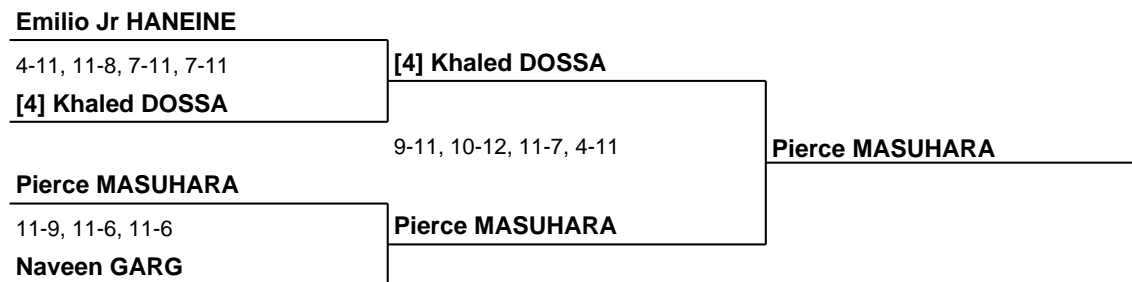 Emilio Jr HANEINE
4-11, 11-8, 7-11, 7-11
[4] Khaled DOSSA
[4] Khaled DOSSA
9-11, 10-12, 11-7, 4-11
Pierce MASUHARA
Pierce MASUHARA
11-9, 11-6, 11-6
Pierce MASUHARA
Naveen GARG